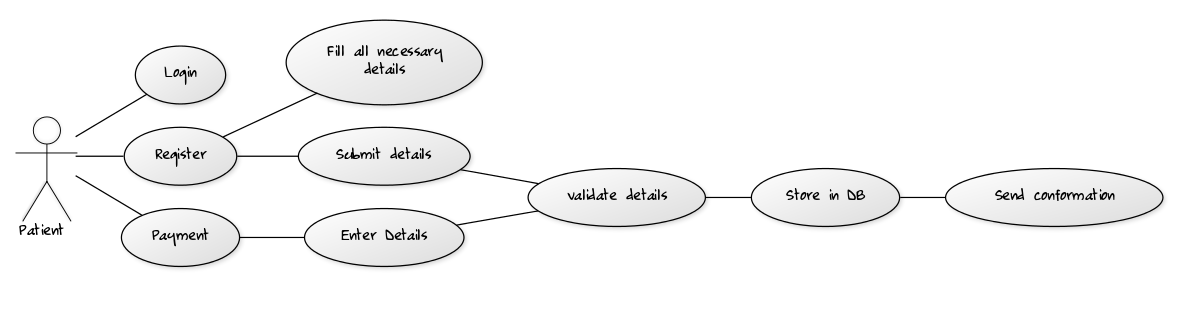 Fill all necessary
details
Login
Register
Submit details
validate details
Store in DB
Send conformation
Patient
Payment
Enter Details